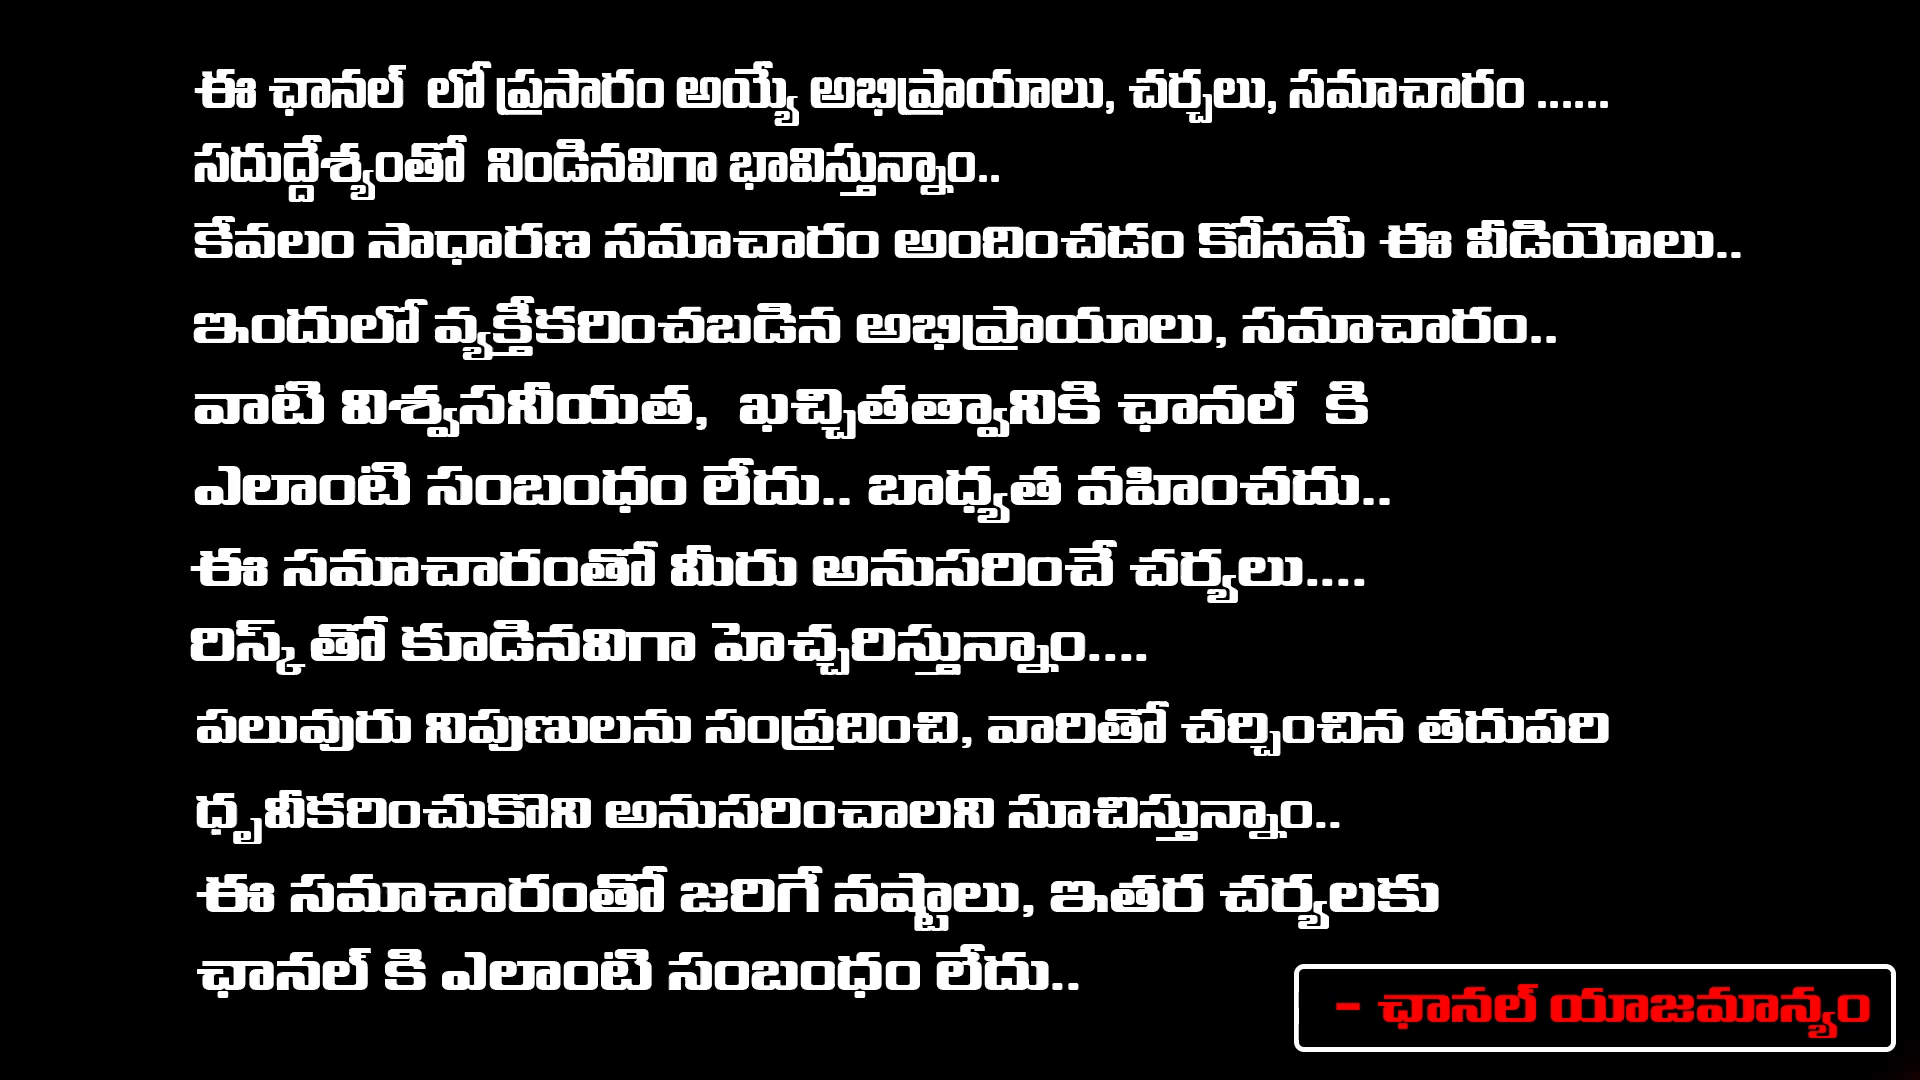 ఈ ఛానల్ లో ప్రసారం అయ్యే అభిప్రాయాలు, చర్చలు, సమాచారం ......
సదుద్దేశ్యంతో నిండినవిగా భావిస్తున్నాం..
కేవలం సాధారణ సమాచారం అందించడం కోసమే ఈ వీడియోలు..
ఇందులో వ్యక్తీకరించబడిన అభిప్రాయాలు, సమాచారం..
వాటి విశ్వసనీయత, ఖచ్చితత్వానికి ఛానల్ కి
ఎలాంటి సంబంధం లేదు.. బాధ్యత వహించదు..
ఈ సమాచారంతో మీరు అనుసరించే చర్యలు....
రిస్క్ తో కూడినవిగా హెచ్చరిస్తున్నాం....
పలువురు నిపుణులను సంప్రదించి, వారితో చర్చించిన తదుపరి
ధృవీకరించుకొని అనుసరించాలని సూచిస్తున్నాం..
ఈ సమాచారంతో జరిగే నష్టాలు, ఇతర చర్యలకు
ఛానల్ కి ఎలాంటి సంబంధం లేదు..
- ఛానల్ యాజమాన్యం